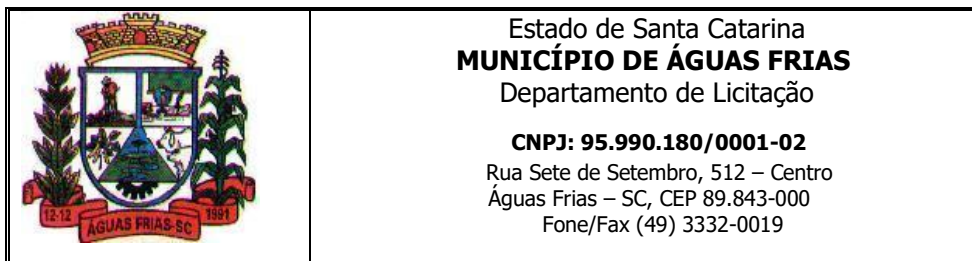 12-12
ÁGUAS FRIAS-SC
1991
Estado de Santa Catarina
MUNICÍPIO DE ÁGUAS FRIAS
Departamento de Licitação
CNPJ: 95.990.180/0001-02
Rua Sete de Setembro, 512 – Centro
Águas Frias – SC, CEP 89.843-000
Fone/Fax (49) 3332-0019